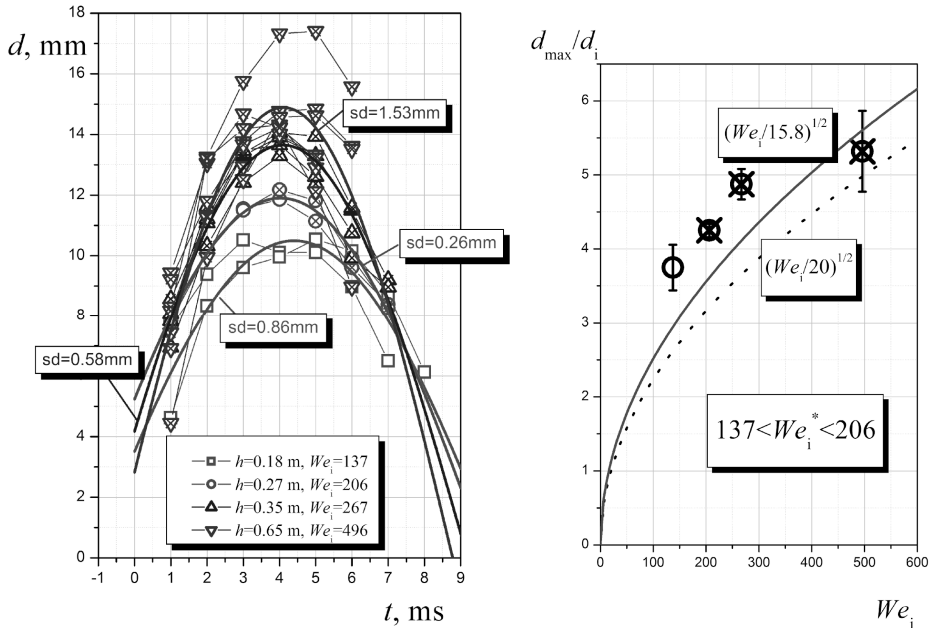 d, mm
18
16
14
12
10
8
6
4
2
0
-1 0 1 2 3 4 5 6 7 8 9
t, ms
sd=1.53mm
sd=0.26mm
sd=0.86mm
sd=0.58mm
h=0.18 m, Weᵢ=137
h=0.27 m, Weᵢ=206
h=0.35 m, Weᵢ=267
h=0.65 m, Weᵢ=496
dmax/dᵢ
6
5
4
3
2
1
0
0 100 200 300 400 500 600
Weᵢ
(Weᵢ/15.8)¹ᐟ²
(Weᵢ/20)¹ᐟ²
137<Weᵢ*<206